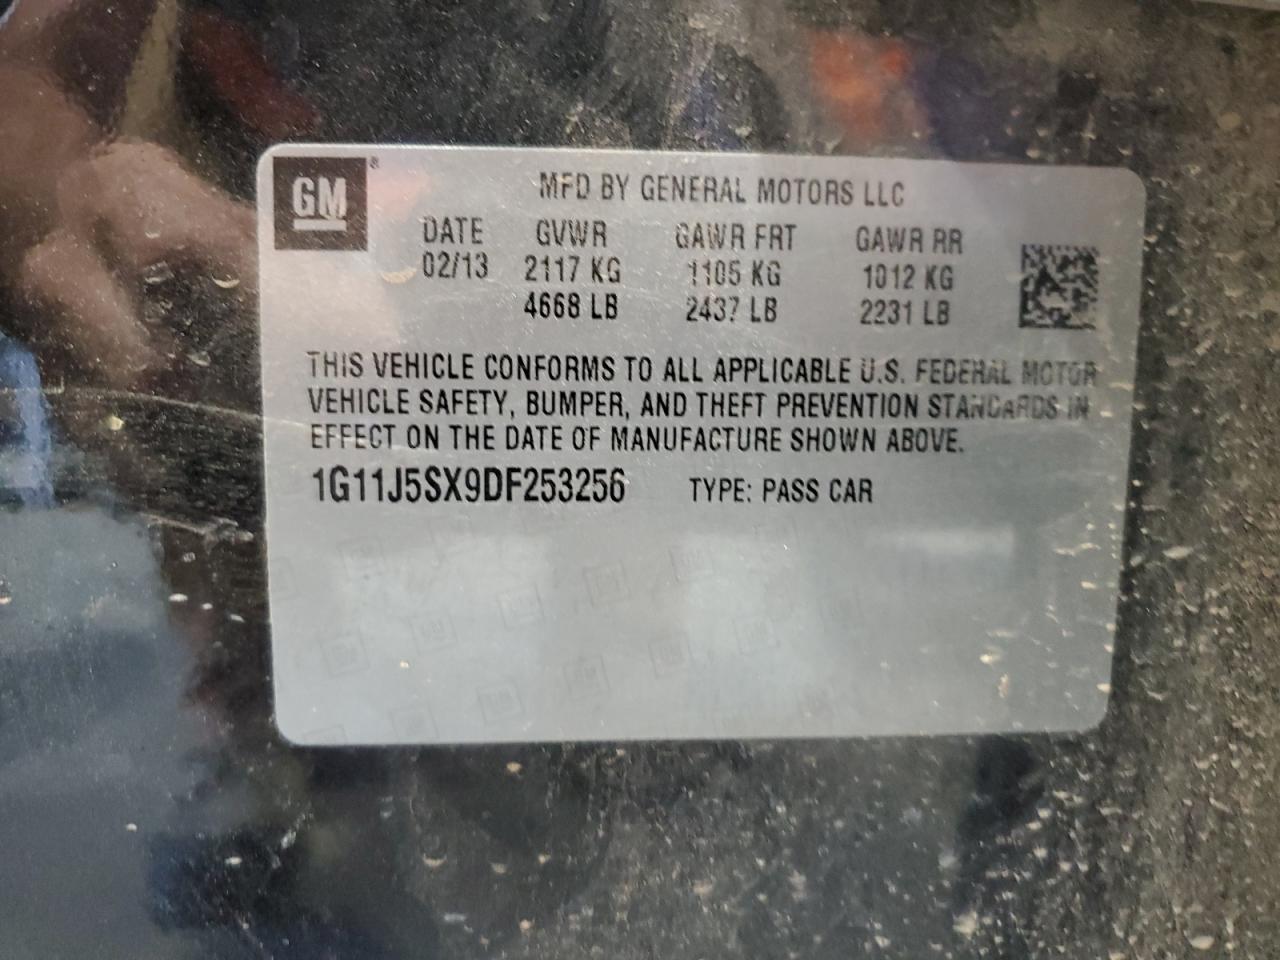 GM ®
MFD BY GENERAL MOTORS LLC
DATE GVWR GAWR FRT GAWR RR
02/13 2117 KG 1105 KG 1012 KG
4668 LB 2437 LB 2231 LB
THIS VEHICLE CONFORMS TO ALL APPLICABLE U.S. FEDERAL MOTOR
VEHICLE SAFETY, BUMPER, AND THEFT PREVENTION STANDARDS IN
EFFECT ON THE DATE OF MANUFACTURE SHOWN ABOVE.
1G11J5SX9DF253256 TYPE: PASS CAR